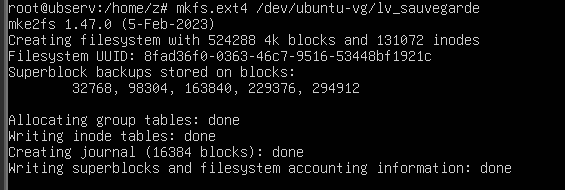 root@ubserv:/home/z# mkfs.ext4 /dev/ubuntu-vg/lv_sauvegarde
mke2fs 1.47.0 (5-Feb-2023)
Creating filesystem with 524288 4k blocks and 131072 inodes
Filesystem UUID: 8fad36f0-0363-46c7-9516-53448bf1921c
Superblock backups stored on blocks:
32768, 98304, 163840, 229376, 294912
Allocating group tables: done
Writing inode tables: done
Creating journal (16384 blocks): done
Writing superblocks and filesystem accounting information: done